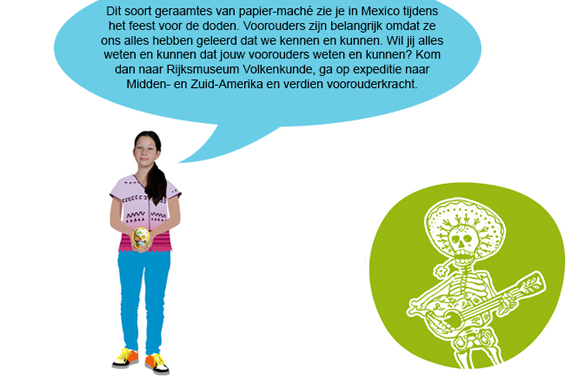 Dit soort geraamtes van papier-maché zie je in Mexico tijdens
het feest voor de doden. Voorouders zijn belangrijk omdat ze
ons alles hebben geleerd dat we kennen en kunnen. Wil jij alles
weten en kunnen dat jouw voorouders weten en kunnen? Kom
dan naar Rijksmuseum Volkenkunde, ga op expeditie naar
Midden- en Zuid-Amerika en verdien voorouderkracht.